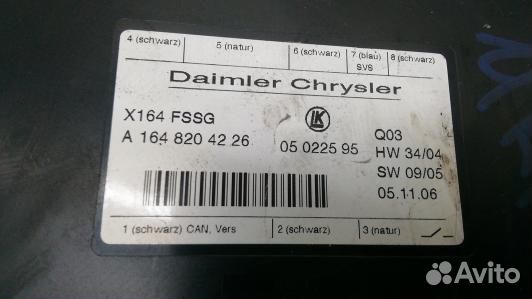 4 (schwarz) 5 (natur) 6 (schwarz) 7 (blau) 8 (schwarz)
SVS
Daimler Chrysler
X164 FSSG LK Q03
A 164 820 42 26 05 0225 95 HW 34/04
SW 09/05
05.11.06
1 (schwarz) CAN, Vers 2 (schwarz) 3 (natur)
Avito